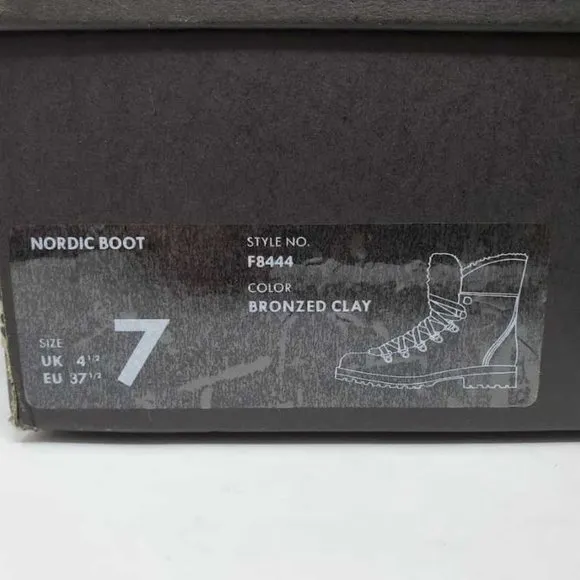 NORDIC BOOT
STYLE NO.
F8444
COLOR
BRONZED CLAY
SIZE
UK 4 1/2
EU 37 1/2
7